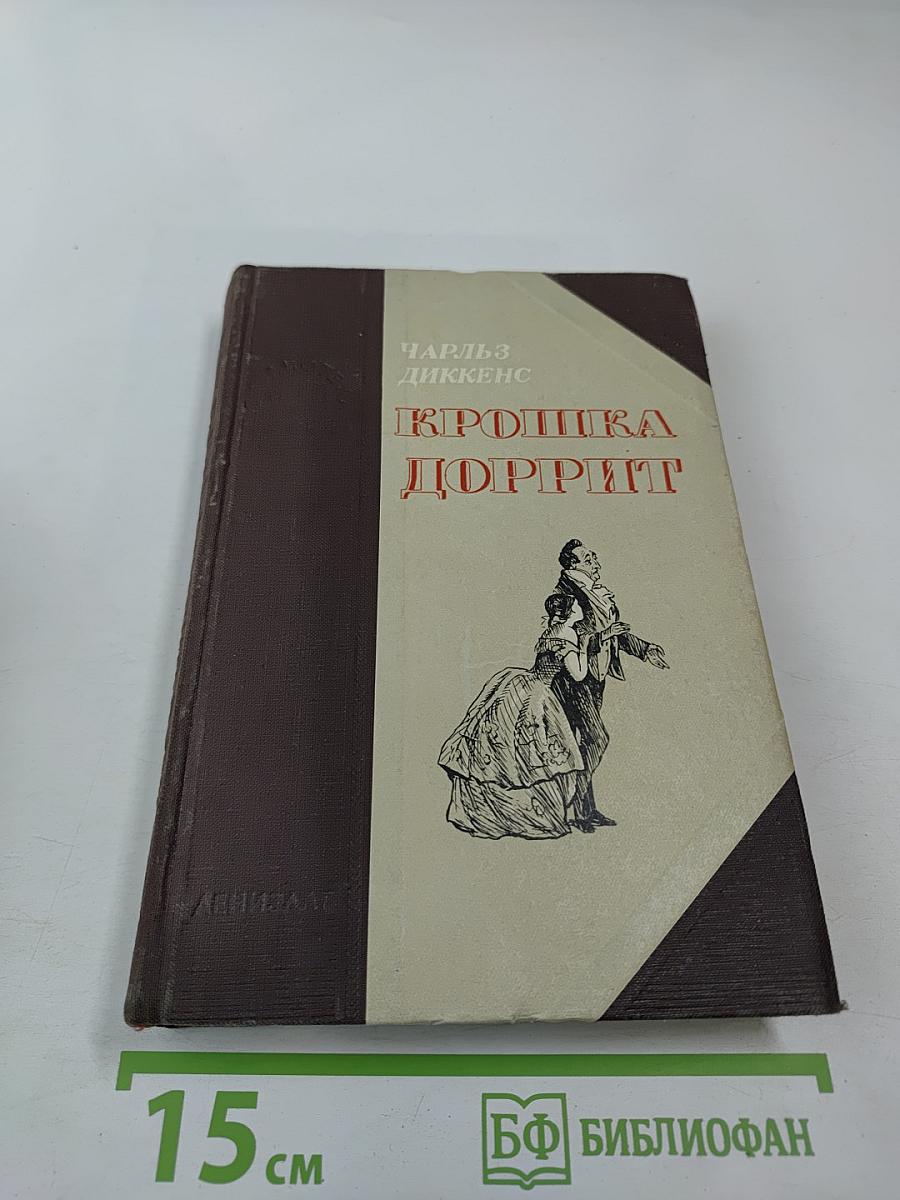 ЧАРЛЬЗ
ДИККЕНС
КРОШКА
ДОРРИТ
ЛЕНИЗДАТ
15 см
БФ БИБЛИОФАН